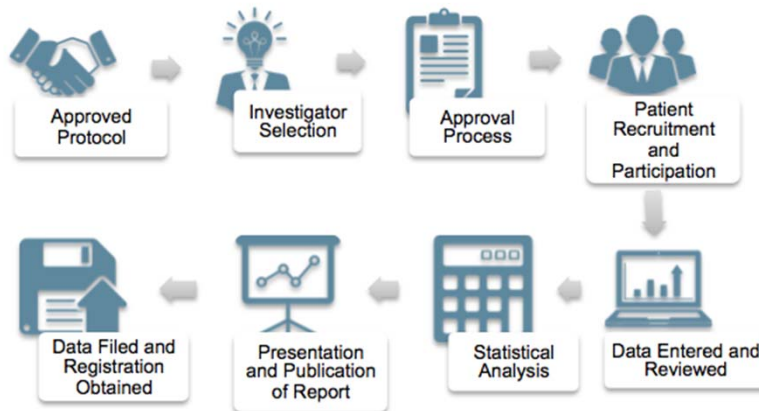 Approved
Protocol
Investigator
Selection
Approval
Process
Patient
Recruitment
and
Participation
Data Entered and
Reviewed
Statistical
Analysis
Presentation
and Publication
of Report
Data Filed and
Registration
Obtained